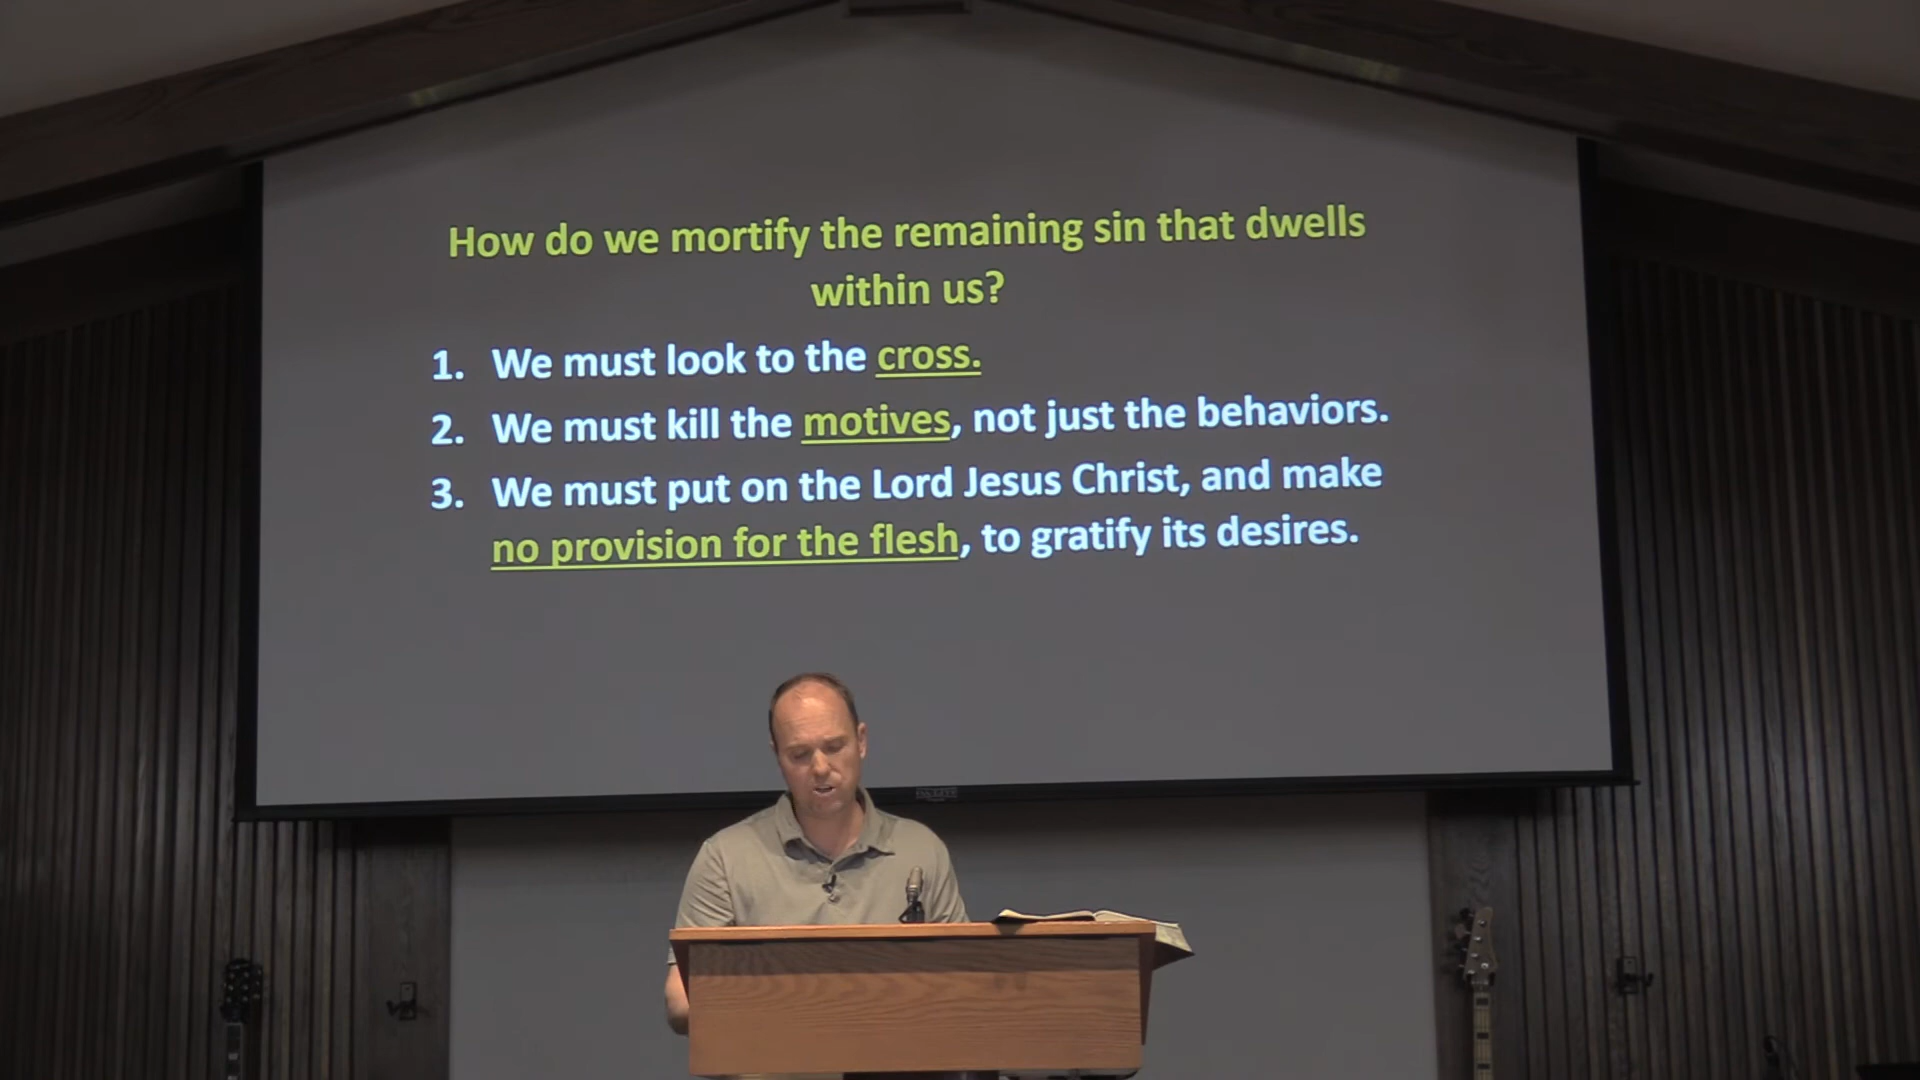 How do we mortify the remaining sin that dwells
within us?
1. We must look to the cross.
2. We must kill the motives, not just the behaviors.
3. We must put on the Lord Jesus Christ, and make
no provision for the flesh, to gratify its desires.
DA-LITE